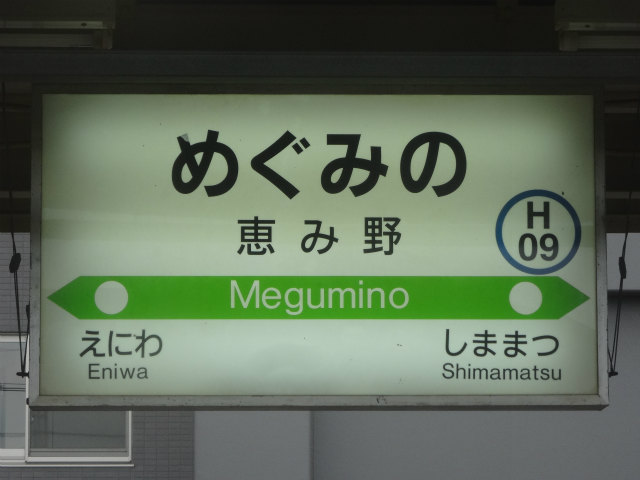 めぐみの
恵み野
H
09
Megumino
えにわ
Eniwa
しままつ
Shimamatsu